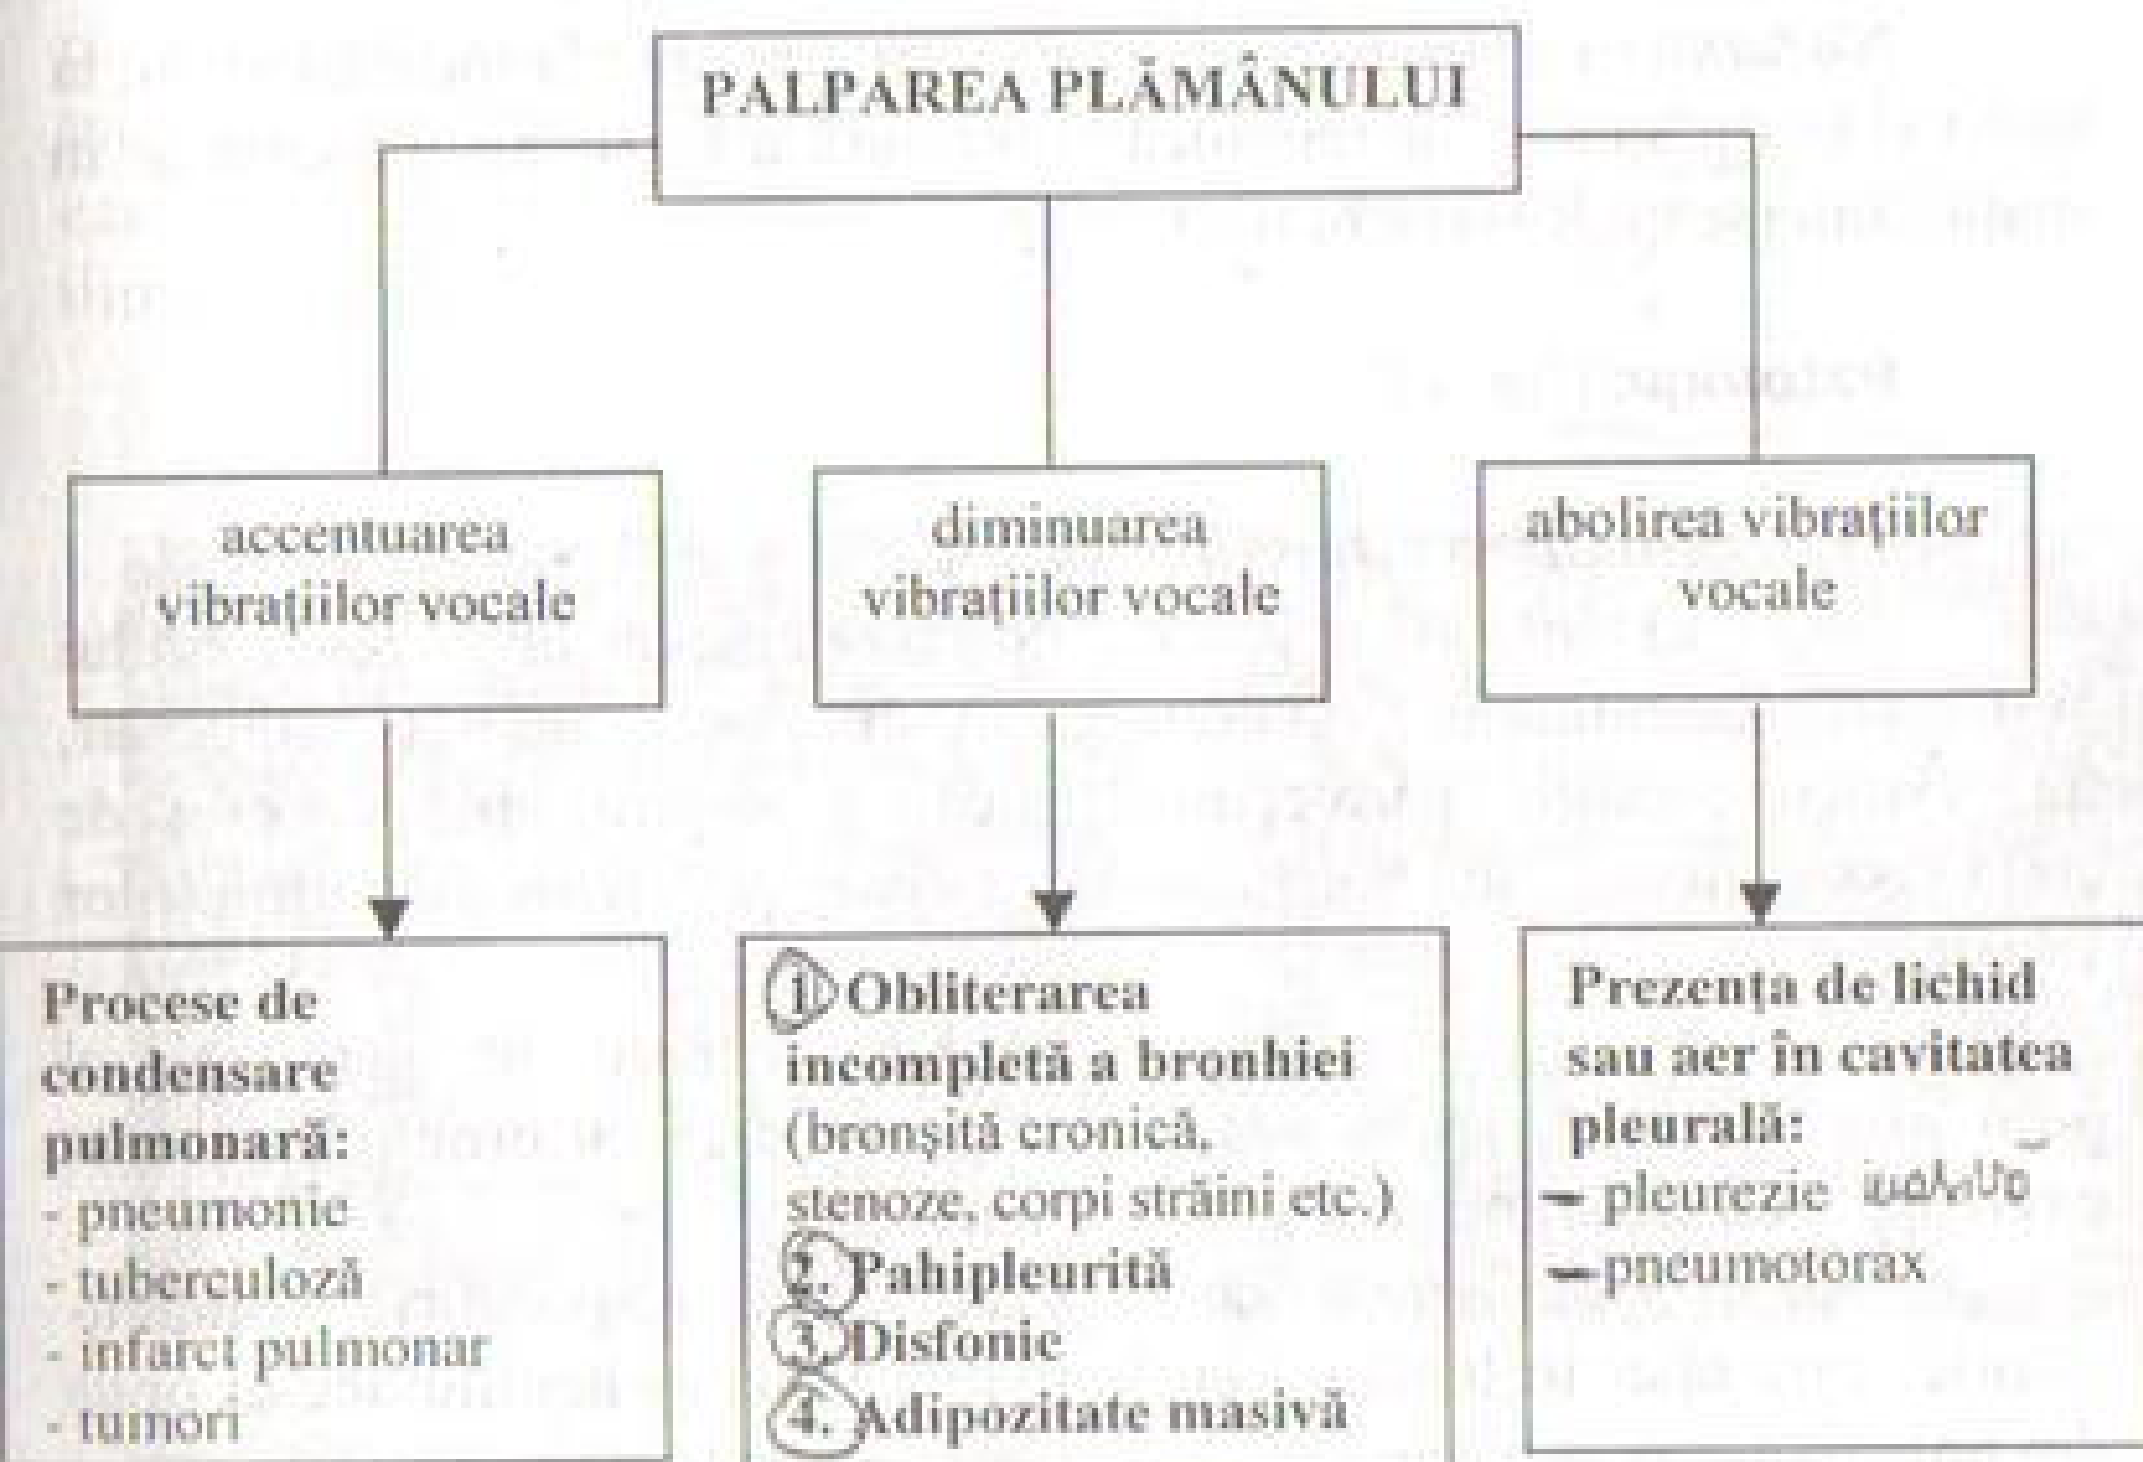 PALPAREA PLĂMÂNULUI
accentuarea
vibrațiilor vocale
diminuarea
vibrațiilor vocale
abolirea vibrațiilor
vocale
Procese de
condensare
pulmonară:
- pneumonie
- tuberculoză
- infarct pulmonar
- tumori
1. Obliterarea
incompletă a bronhiei
(bronșită cronică,
stenoze, corpi străini etc.)
2. Pahipleurită
3. Disfonie
4. Adipozitate masivă
Prezența de lichid
sau aer în cavitatea
pleurală:
- pleurezie
- pneumotorax